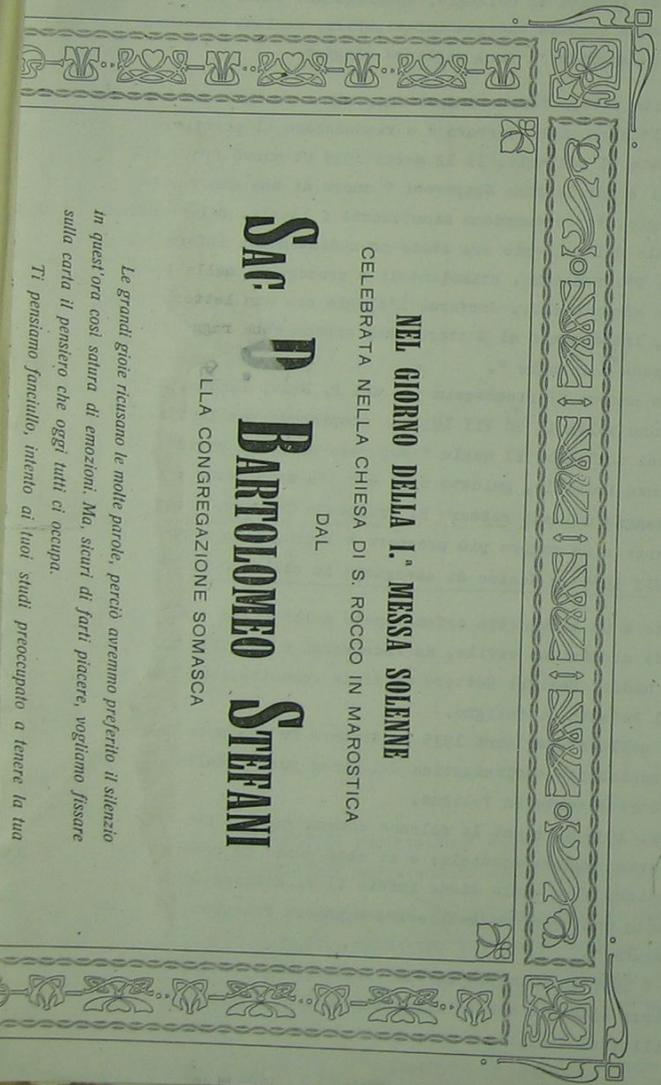 NEL GIORNO DELLA I.ª MESSA SOLENNE
CELEBRATA NELLA CHIESA DI S. ROCCO IN MAROSTICA
DAL
SAC D. BARTOLOMEO STEFANI
LLA CONGREGAZIONE SOMASCA
Le grandi gioie ricusano le molte parole, perciò avremmo preferito il silenzio
in quest'ora così satura di emozioni. Ma, sicuri di farti piacere, vogliamo fissare
sulla carta il pensiero che oggi tutti ci occupa.
Ti pensiamo fanciullo, intento ai tuoi studi preoccupato a tenere la tua